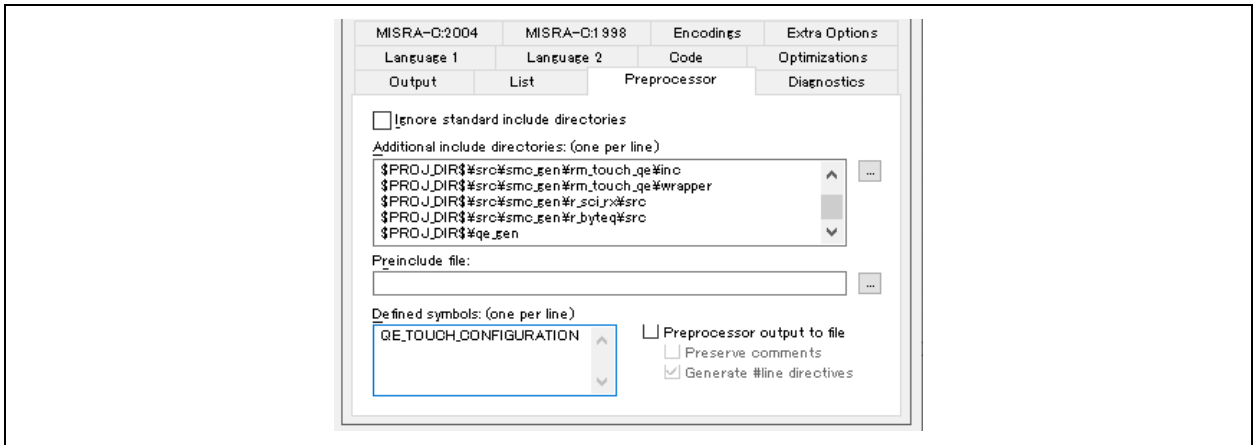 MISRA-C:2004 MISRA-C:1998 Encodings Extra Options
Language 1 Language 2 Code Optimizations
Output List Preprocessor Diagnostics
Ignore standard include directories
Additional include directories: (one per line)
$PROJ_DIR$¥src¥smc_gen¥rm_touch_qe¥inc
$PROJ_DIR$¥src¥smc_gen¥rm_touch_qe¥wrapper
$PROJ_DIR$¥src¥smc_gen¥r_sci_rx¥src
$PROJ_DIR$¥src¥smc_gen¥r_byteq¥src
$PROJ_DIR$¥qe_gen
...
Preinclude file:
...
Defined symbols: (one per line)
QE_TOUCH_CONFIGURATION
Preprocessor output to file
Preserve comments
Generate #line directives